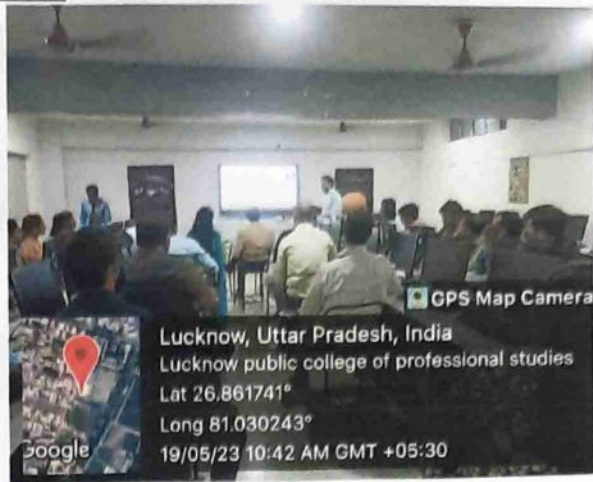 GPS Map Camera
Lucknow, Uttar Pradesh, India
Lucknow public college of professional studies
Lat 26.861741°
Long 81.030243°
19/05/23 10:42 AM GMT +05:30
Google